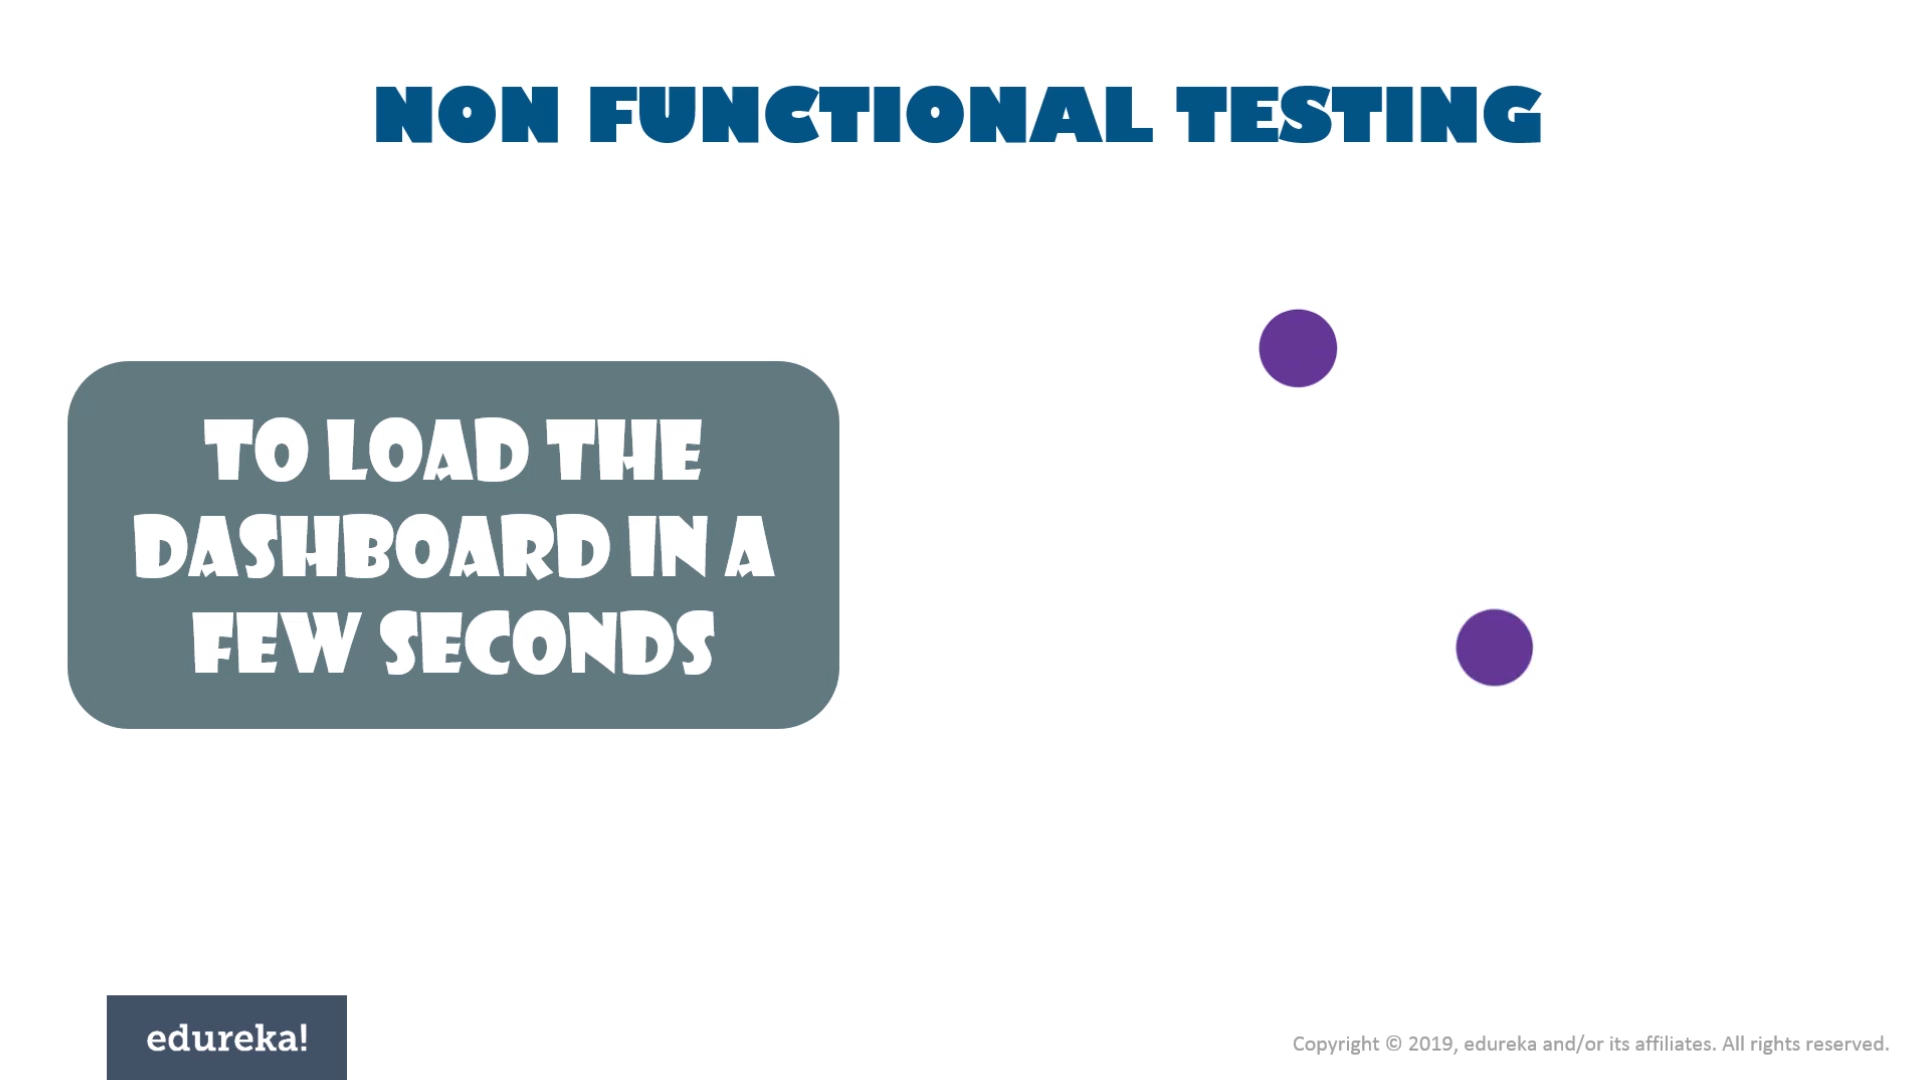 NON FUNCTIONAL TESTING
TO LOAD THE
DASHBOARD IN A
FEW SECONDS
edureka!
Copyright © 2019, edureka and/or its affiliates. All rights reserved.